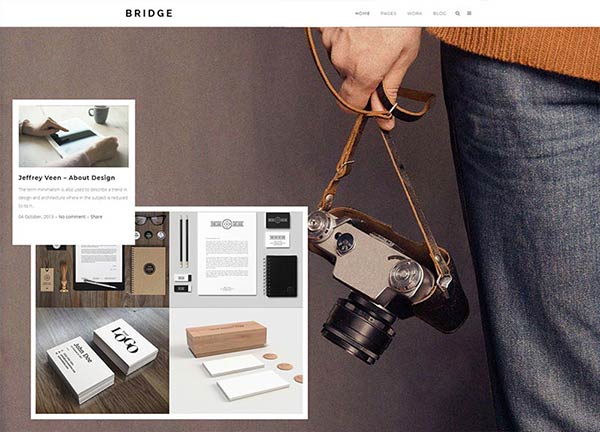 BRIDGE
HOME PAGES WORK BLOG
Jeffrey Veen – About Design
The term minimalism is also used to describe a trend in
design and architecture where in the subject is reduced
to its n..
04 October, 2013 – No comment – Share
John Doe
LOGO